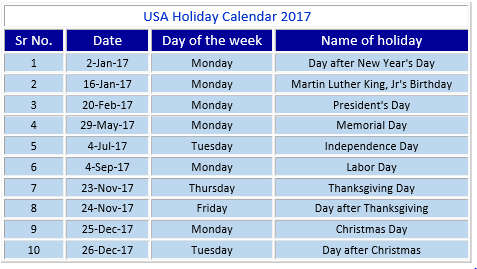 USA Holiday Calendar 2017
Sr No. Date Day of the week Name of holiday
1 2-Jan-17 Monday Day after New Year's Day
2 16-Jan-17 Monday Martin Luther King, Jr's Birthday
3 20-Feb-17 Monday President's Day
4 29-May-17 Monday Memorial Day
5 4-Jul-17 Tuesday Independence Day
6 4-Sep-17 Monday Labor Day
7 23-Nov-17 Thursday Thanksgiving Day
8 24-Nov-17 Friday Day after Thanksgiving
9 25-Dec-17 Monday Christmas Day
10 26-Dec-17 Tuesday Day after Christmas